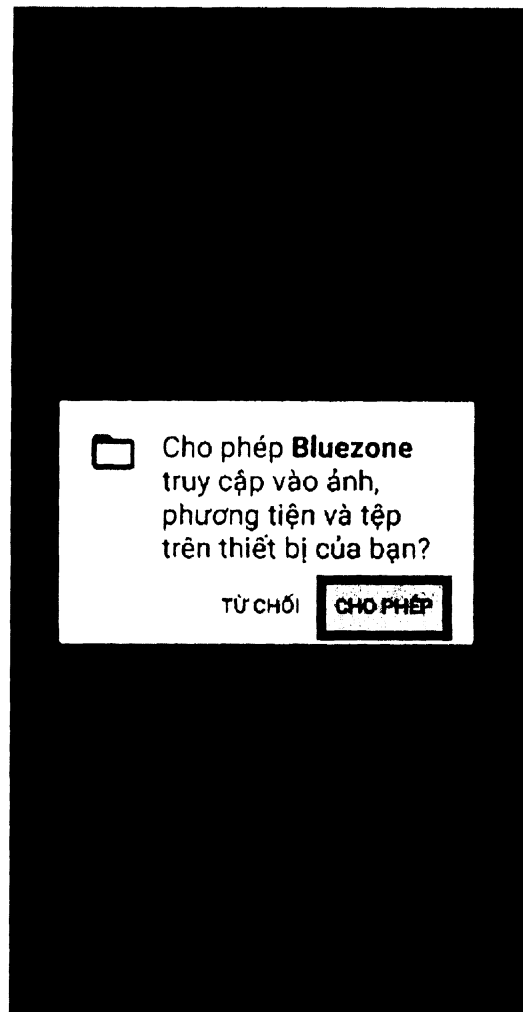 Cho phép Bluezone
truy cập vào ảnh,
phương tiện và tệp
trên thiết bị của bạn?
TỪ CHỐI CHO PHÉP